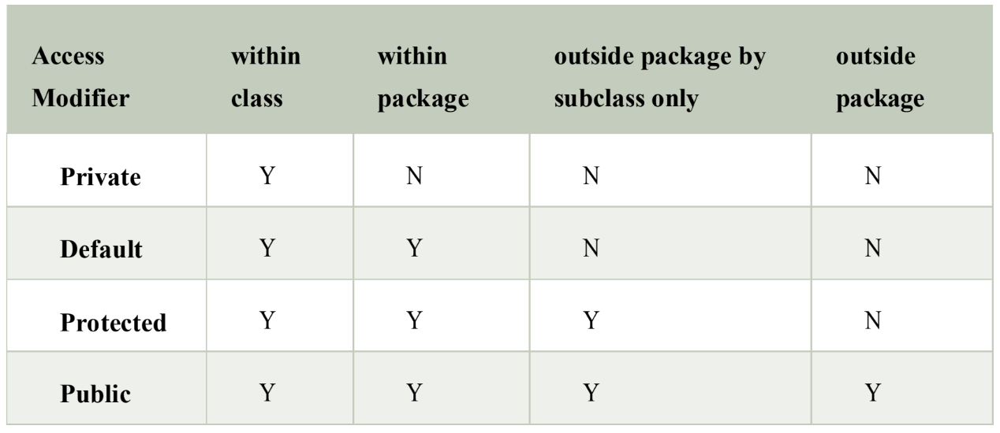 Access Modifier within class within package outside package by subclass only outside package
Private Y N N N
Default Y Y N N
Protected Y Y Y N
Public Y Y Y Y